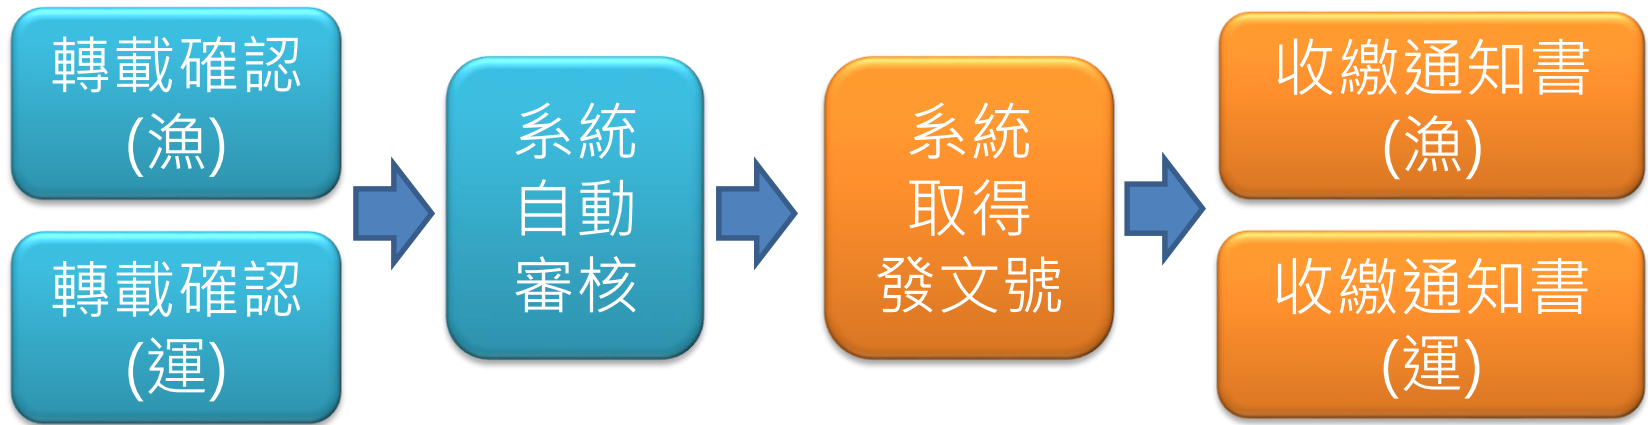 轉載確認
(漁)
轉載確認
(運)
系統
自動
審核
系統
取得
發文號
收繳通知書
(漁)
收繳通知書
(運)